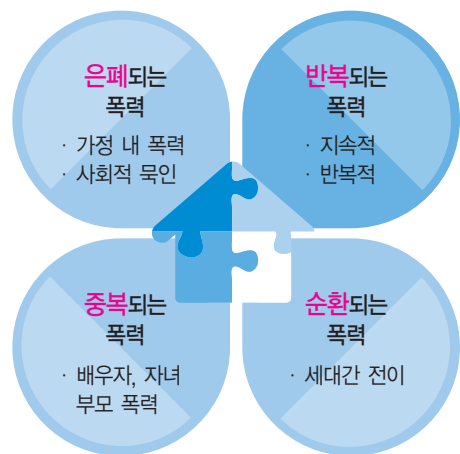 은폐되는
폭력
· 가정 내 폭력
· 사회적 묵인
반복되는
폭력
· 지속적
· 반복적
중복되는
폭력
· 배우자, 자녀
부모 폭력
순환되는
폭력
· 세대간 전이